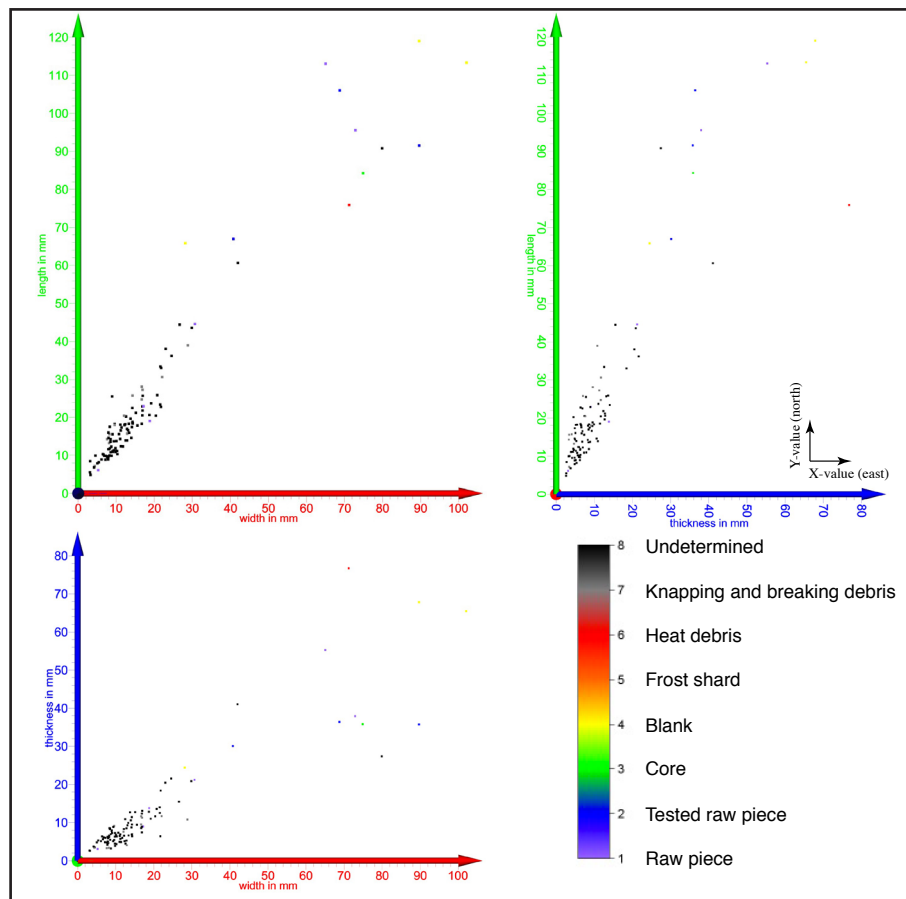 120
110
100
90
80
70
60
50
40
30
20
10
0
length in mm
0 10 20 30 40 50 60 70 80 90 100
width in mm
120
110
100
90
80
70
60
50
40
30
20
10
0
length in mm
0 10 20 30 40 50 60 70 80
thickness in mm
Y-value (north)
X-value (east)
80
70
60
50
40
30
20
10
0
thickness in mm
0 10 20 30 40 50 60 70 80 90 100
width in mm
8 Undetermined
7 Knapping and breaking debris
6 Heat debris
5 Frost shard
4 Blank
3 Core
2 Tested raw piece
1 Raw piece